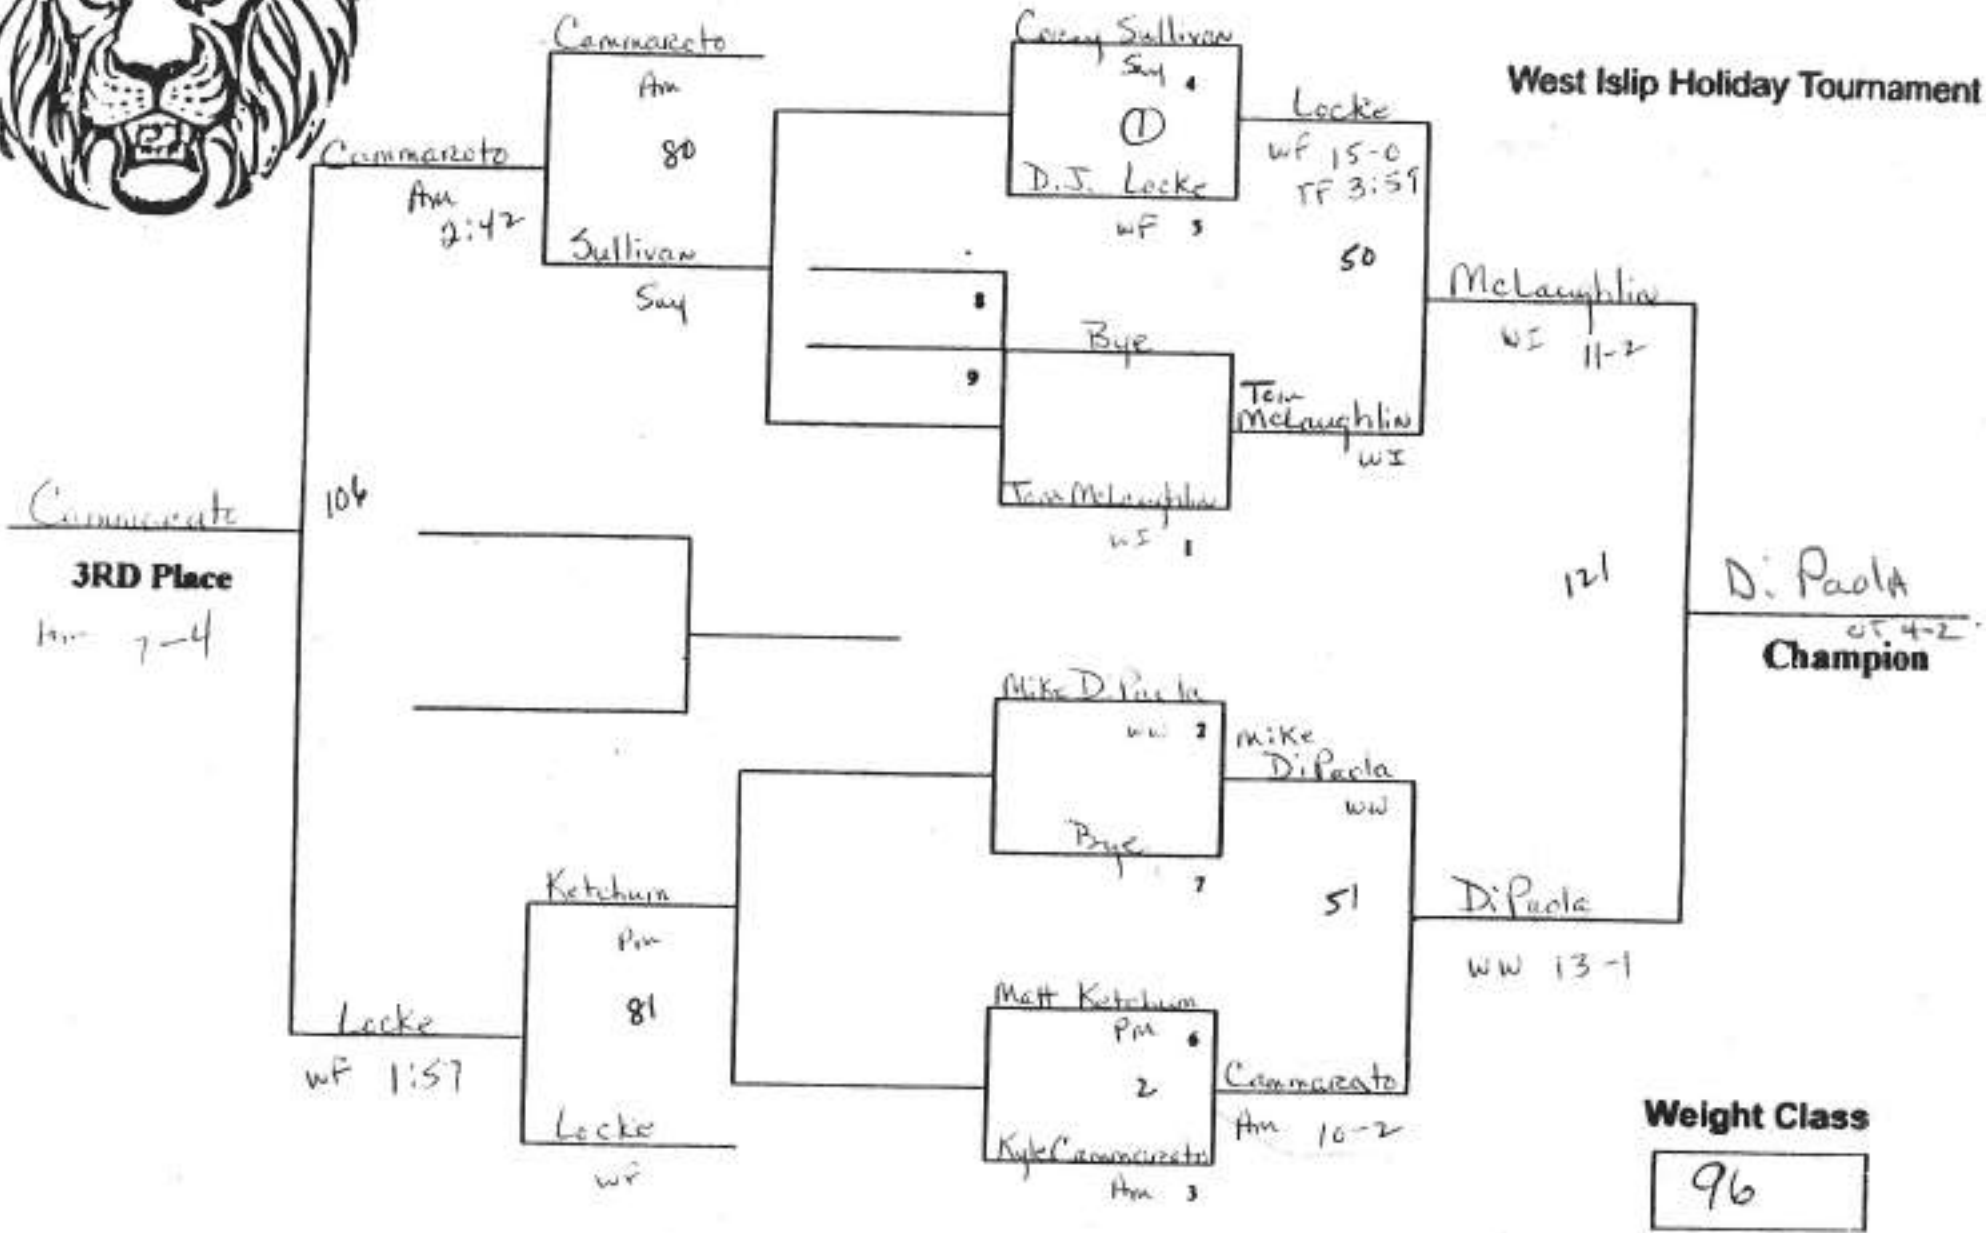 West Islip Holiday Tournament
Cammarato
Am
80
Sullivan
Say
Cammarato
Am
2:42
Corey Sullivan
Say 4
1
D.J. Locke
WF 5
Locke
WF 15-0
TF 3:59
50
8
9
Bye
Tom McLaughlin
WI 1
Tom
McLaughlin
WI
McLaughlin
WI 11-2
Cammarato
3RD Place
7-4
106
121
Di Paola
OT 4-2
Champion
Mike DiPaola
WW 2
Bye
7
Mike
DiPaola
WW
51
DiPaola
WW 13-1
Matt Ketchum
PM 6
2
Kyle Cammarato
Am 3
Cammarato
Am 10-2
Ketchum
PM
81
Locke
WF
Locke
WF 1:57
Weight Class
96